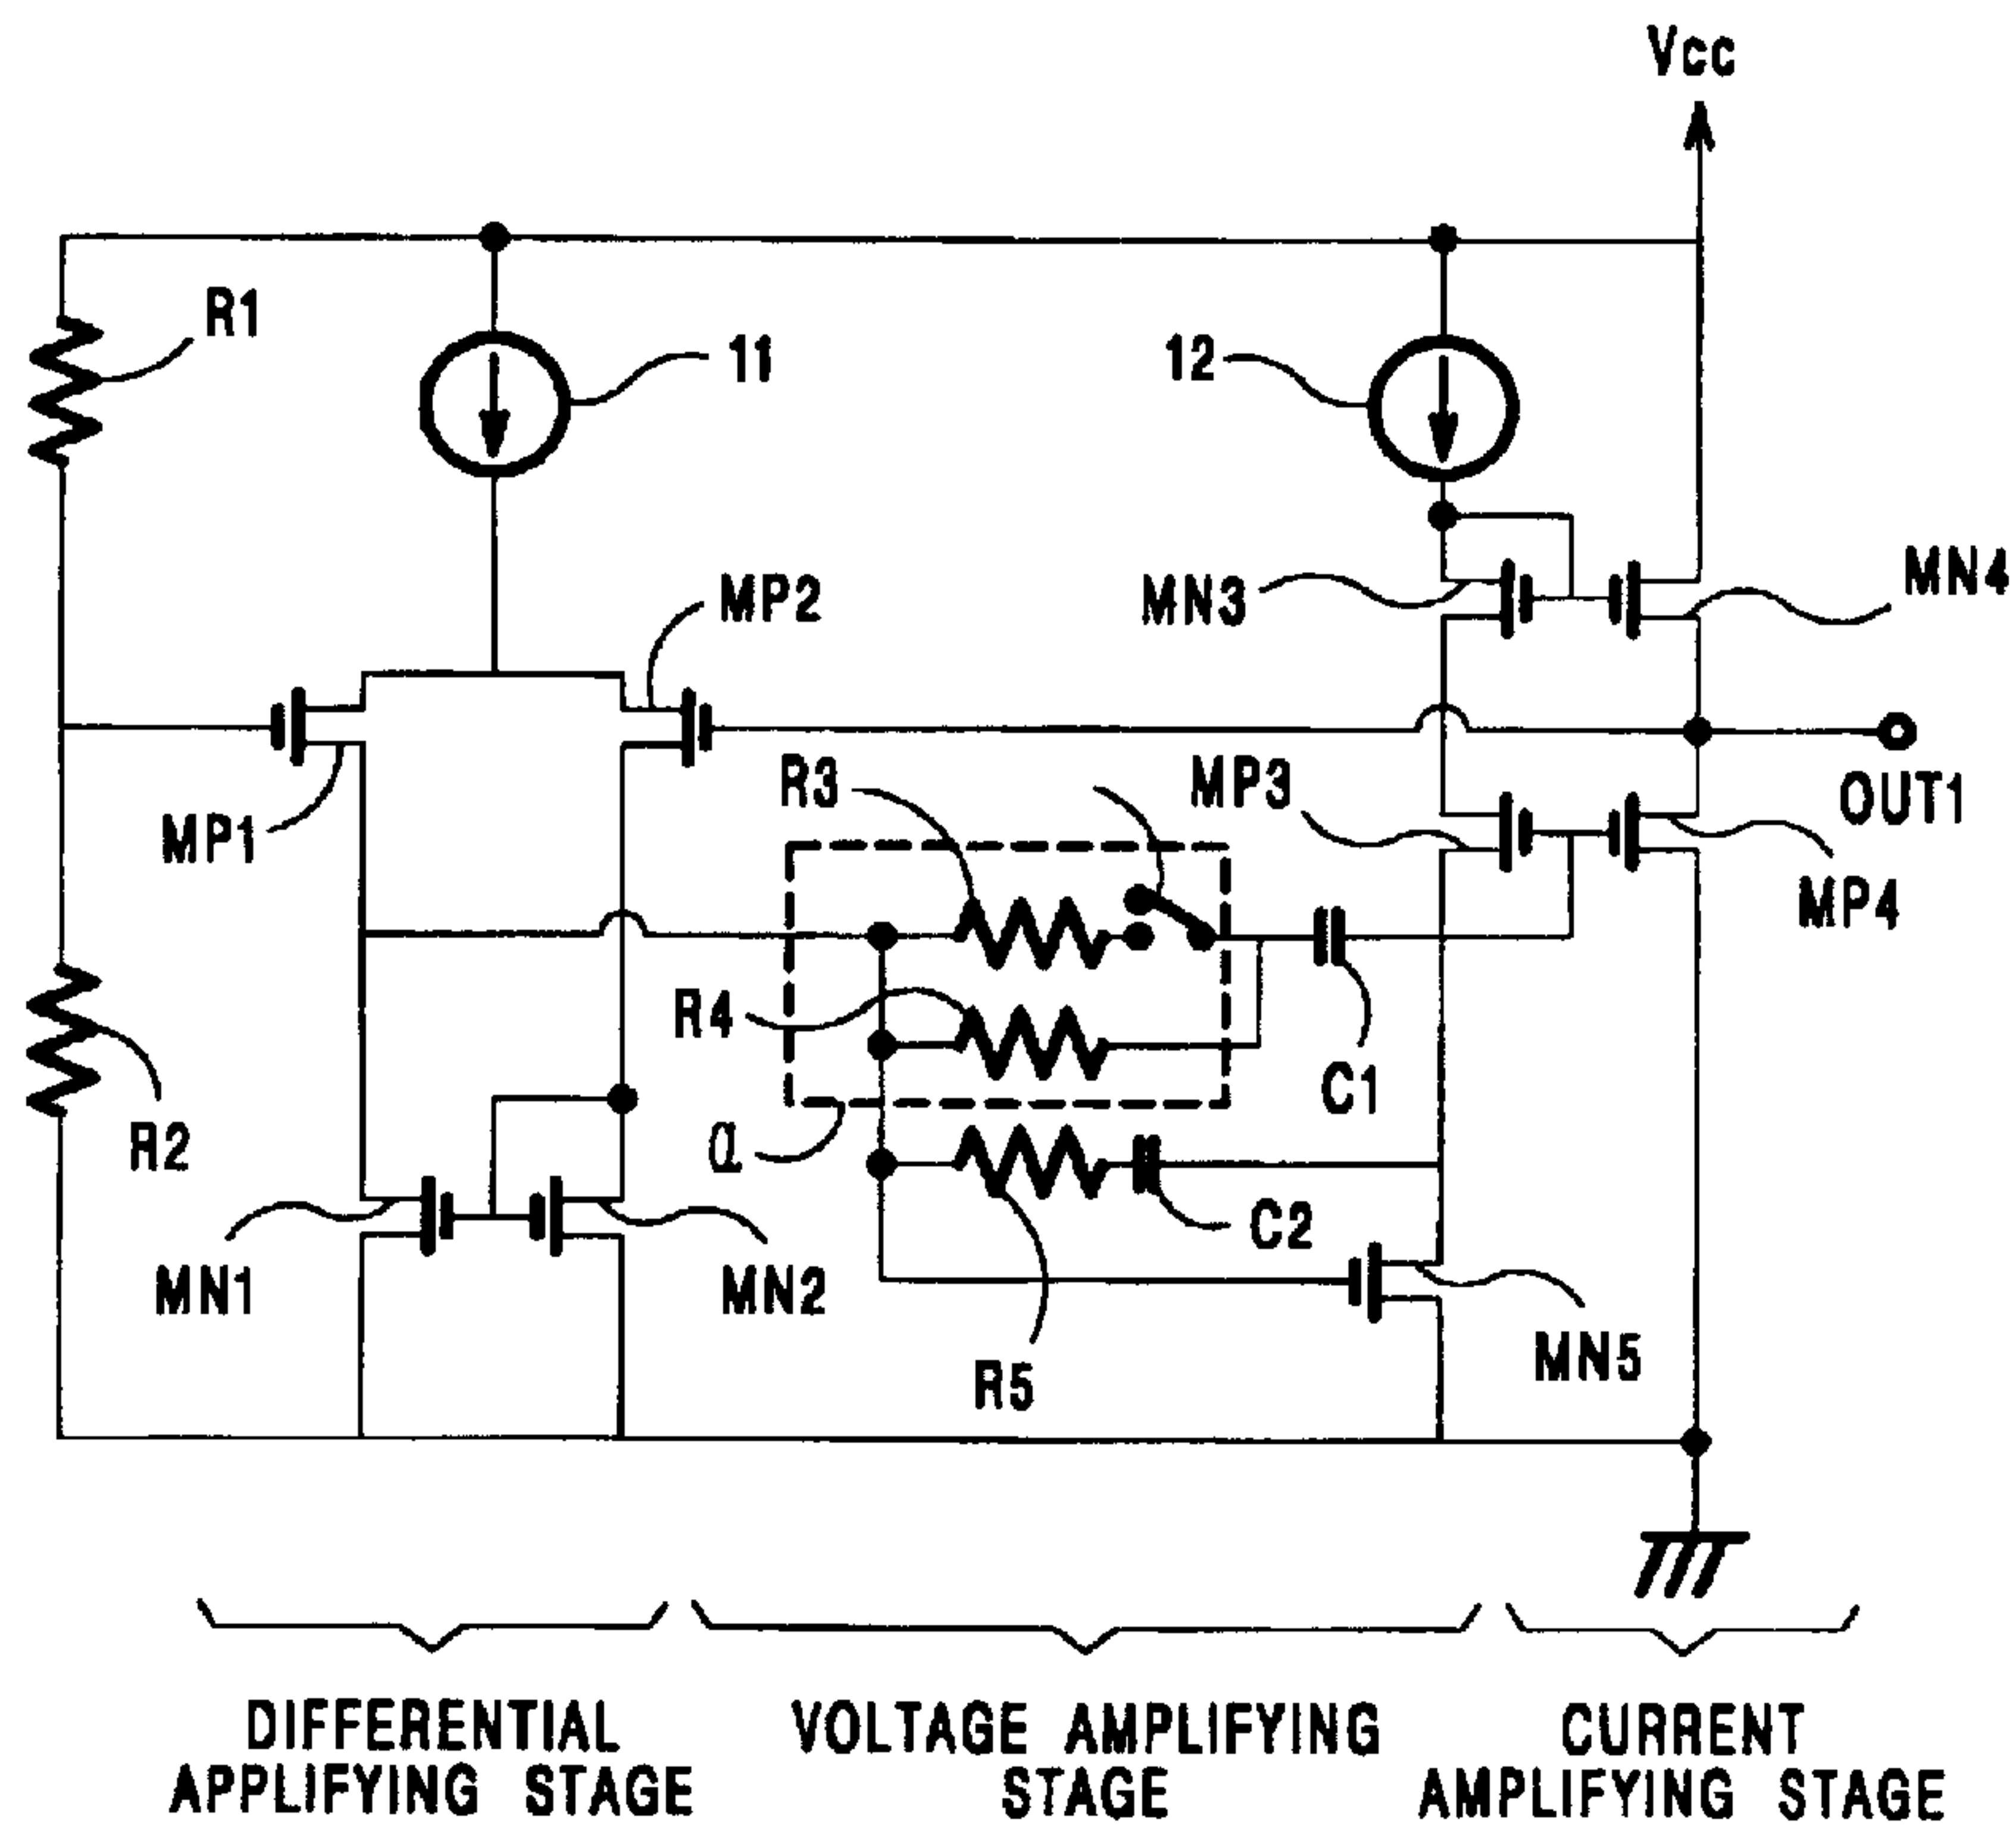 Vcc
R1
11
12
MP2
MN3
MN4
R3
MP3
OUT1
MP1
MP4
R4
C1
R2
α
C2
MN1
MN2
MN5
R5
DIFFERENTIAL
APPLIFYING STAGE
VOLTAGE AMPLIFYING
STAGE
CURRENT
AMPLIFYING STAGE